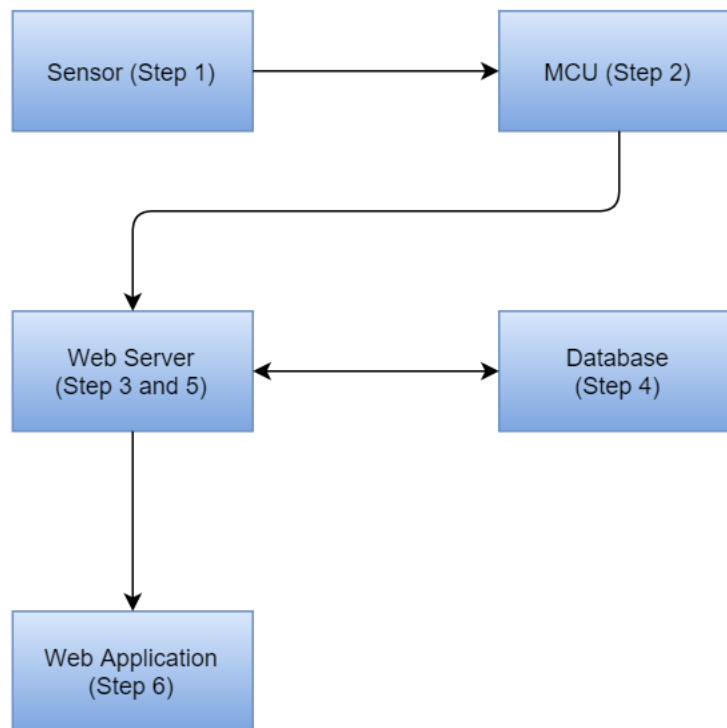 Sensor (Step 1)
MCU (Step 2)
Web Server
(Step 3 and 5)
Database
(Step 4)
Web Application
(Step 6)